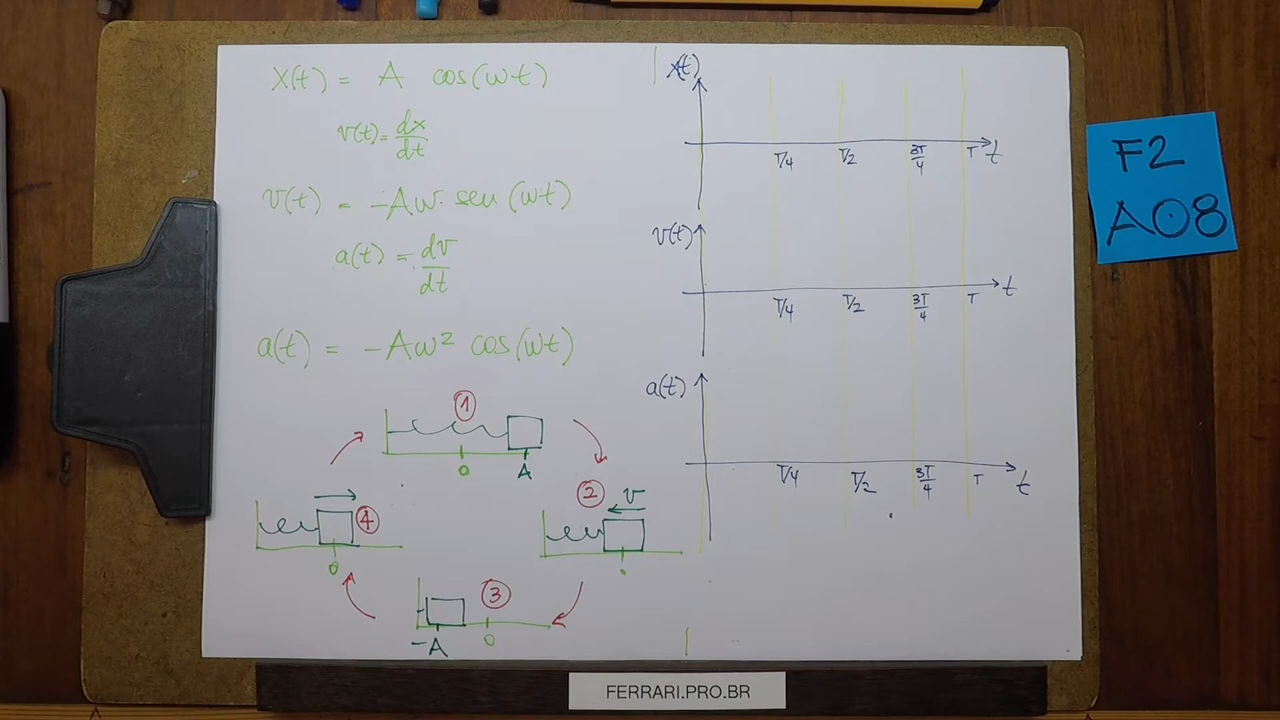 x(t) = A cos(ωt)
v(t) = dx/dt
v(t) = -Aω. sen (ωt)
a(t) = dv/dt
a(t) = -Aω² cos(ωt)
1
0
A
2
v
4
0
3
-A
0
x(t)
T/4 T/2 3T/4 T t
v(t)
T/4 T/2 3T/4 T t
a(t)
T/4 T/2 3T/4 T t
F2
A08
FERRARI.PRO.BR